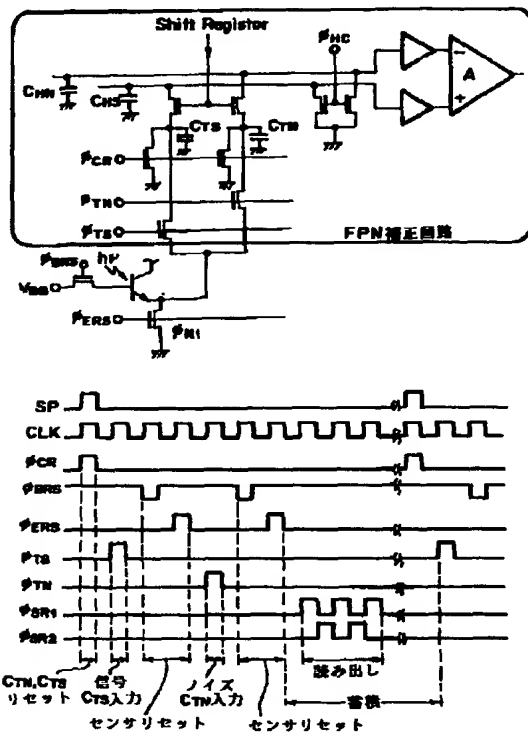 Shift Register
φHC
CHN
CHS
CTS
CTN
A
−
+
φCR
φTN
φTS
FPN補正回路
φBRS
hν
VBB
φERS
φN1
SP
CLK
φCR
φBRS
φERS
φTS
φTN
φSR1
φSR2
CTN,CTS
リセット
信号
CTS入力
センサリセット
ノイズ
CTN入力
センサリセット
読み出し
蓄積